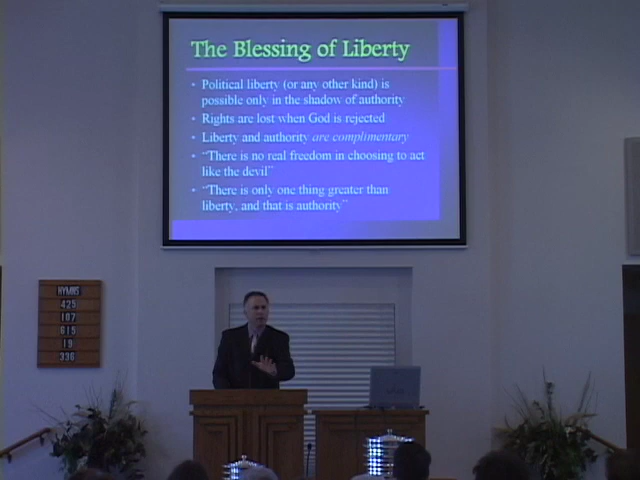 The Blessing of Liberty
• Political liberty (or any other kind) is
possible only in the shadow of authority
• Rights are lost when God is rejected
• Liberty and authority are complimentary
• "There is no real freedom in choosing to act
like the devil"
• "There is only one thing greater than
liberty, and that is authority"
HYMNS
425
187
615
19
336